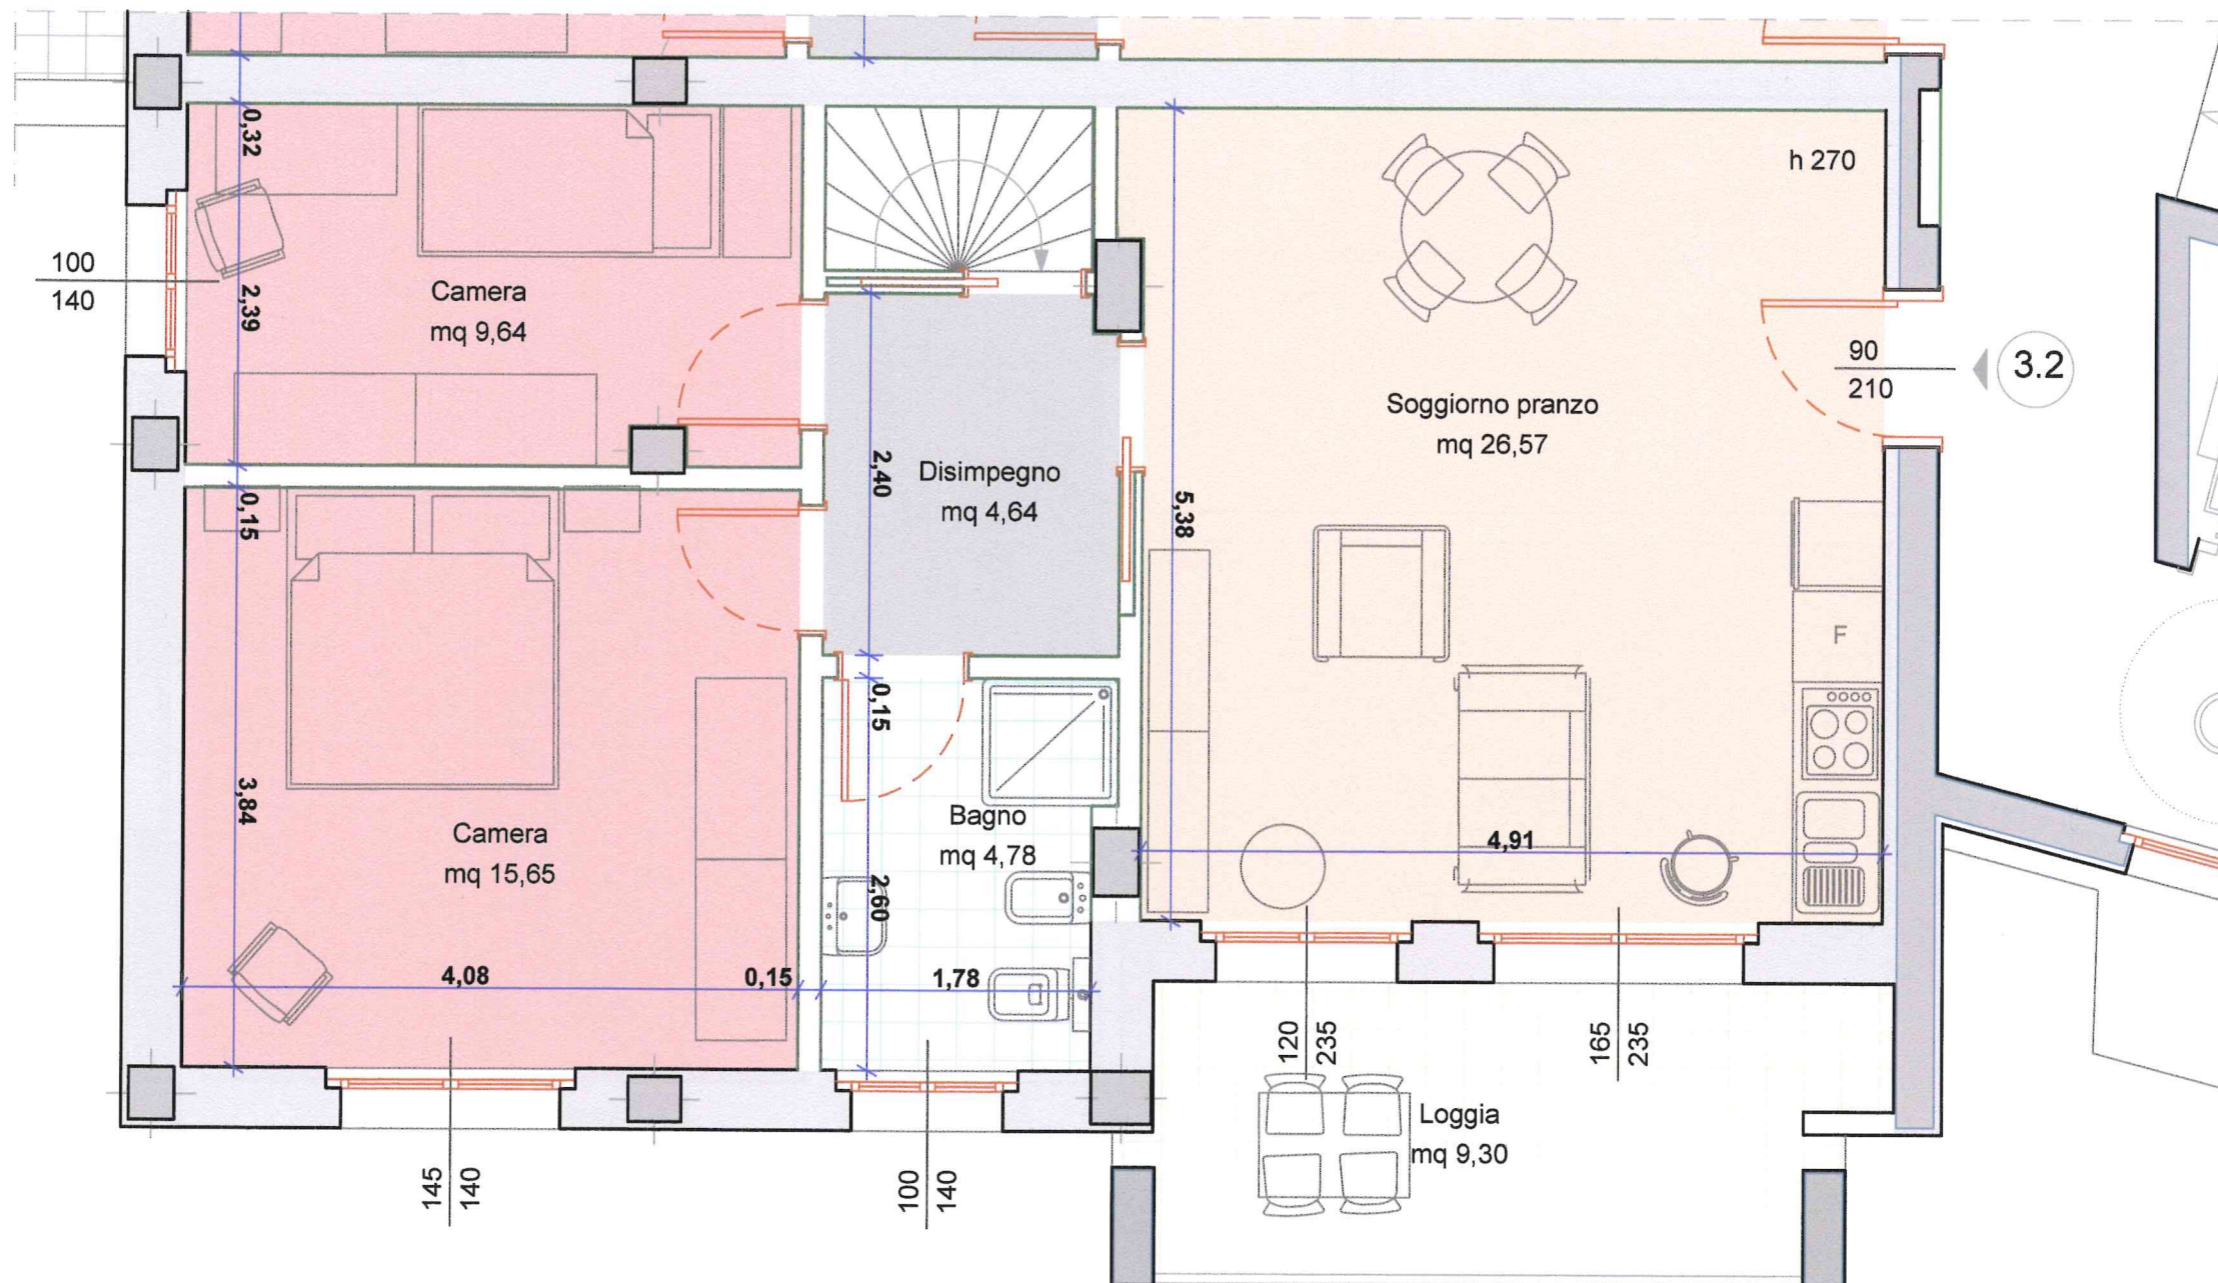 0,32
h 270
100
140
2,39
Camera
mq 9,64
90
210
3.2
Soggiorno pranzo
mq 26,57
2,40
Disimpegno
mq 4,64
0,15
5,38
F
0,15
3,84
Camera
mq 15,65
Bagno
mq 4,78
4,91
2,60
4,08
0,15
1,78
120
235
165
235
Loggia
mq 9,30
145
140
100
140